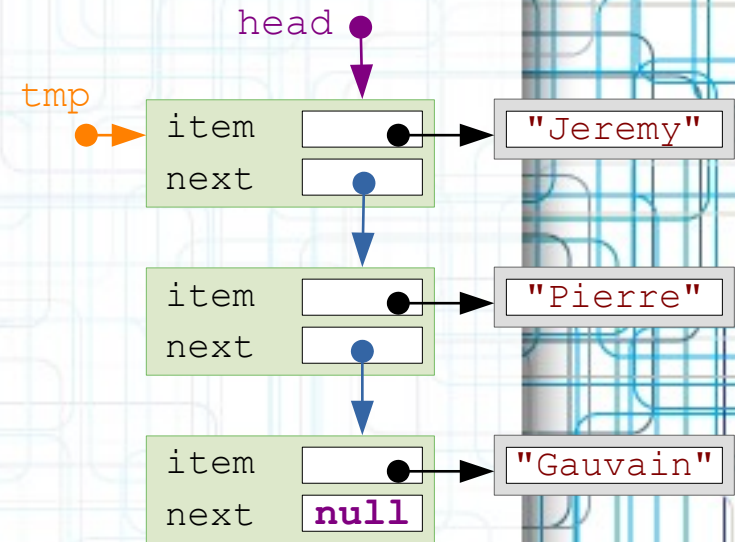 head
tmp
item "Jeremy"
next
item "Pierre"
next
item "Gauvain"
next null